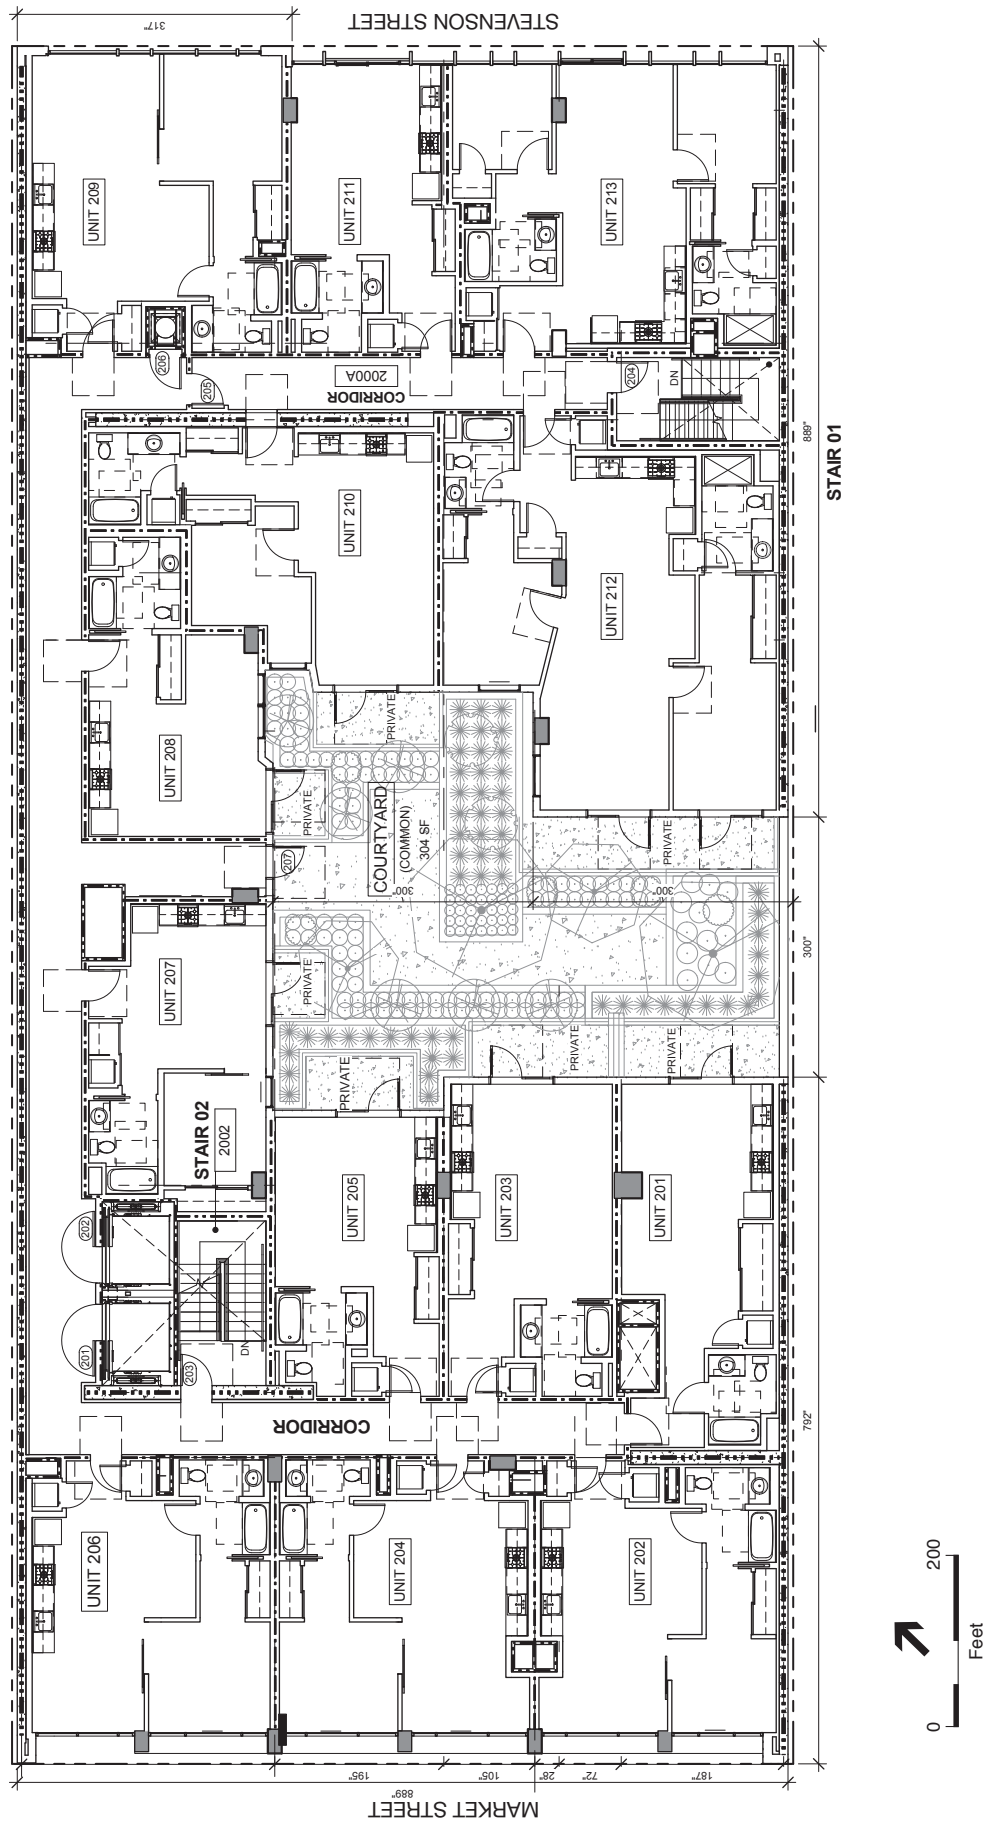 STEVENSON STREET
317"
UNIT 209
UNIT 211
UNIT 213
206
205
2000A
CORRIDOR
204
DN
889"
STAIR 01
UNIT 210
UNIT 212
UNIT 208
PRIVATE
PRIVATE
COURTYARD
(COMMON)
304 SF
PRIVATE
207
300"
300"
300"
UNIT 207
PRIVATE
PRIVATE
PRIVATE
PRIVATE
STAIR 02
2002
UNIT 205
UNIT 203
UNIT 201
202
201
203
DN
CORRIDOR
792"
UNIT 206
UNIT 204
UNIT 202
195"
105"
28"
72"
187"
889"
MARKET STREET
0
200
Feet